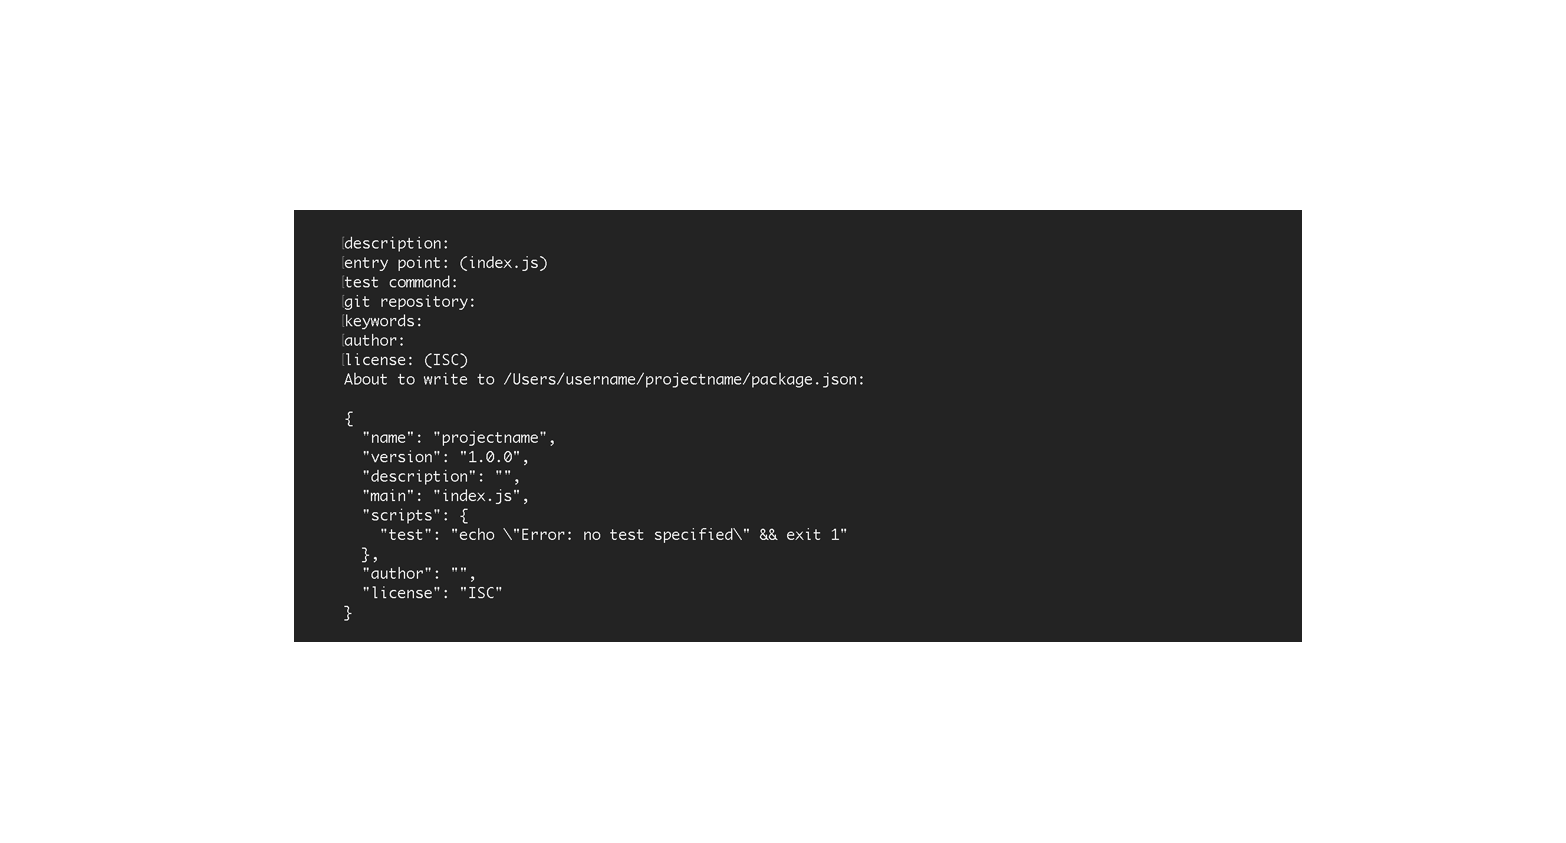 description:
entry point: (index.js)
test command:
git repository:
keywords:
author:
license: (ISC)
About to write to /Users/username/projectname/package.json:
{
  "name": "projectname",
  "version": "1.0.0",
  "description": "",
  "main": "index.js",
  "scripts": {
    "test": "echo \"Error: no test specified\" && exit 1"
  },
  "author": "",
  "license": "ISC"
}